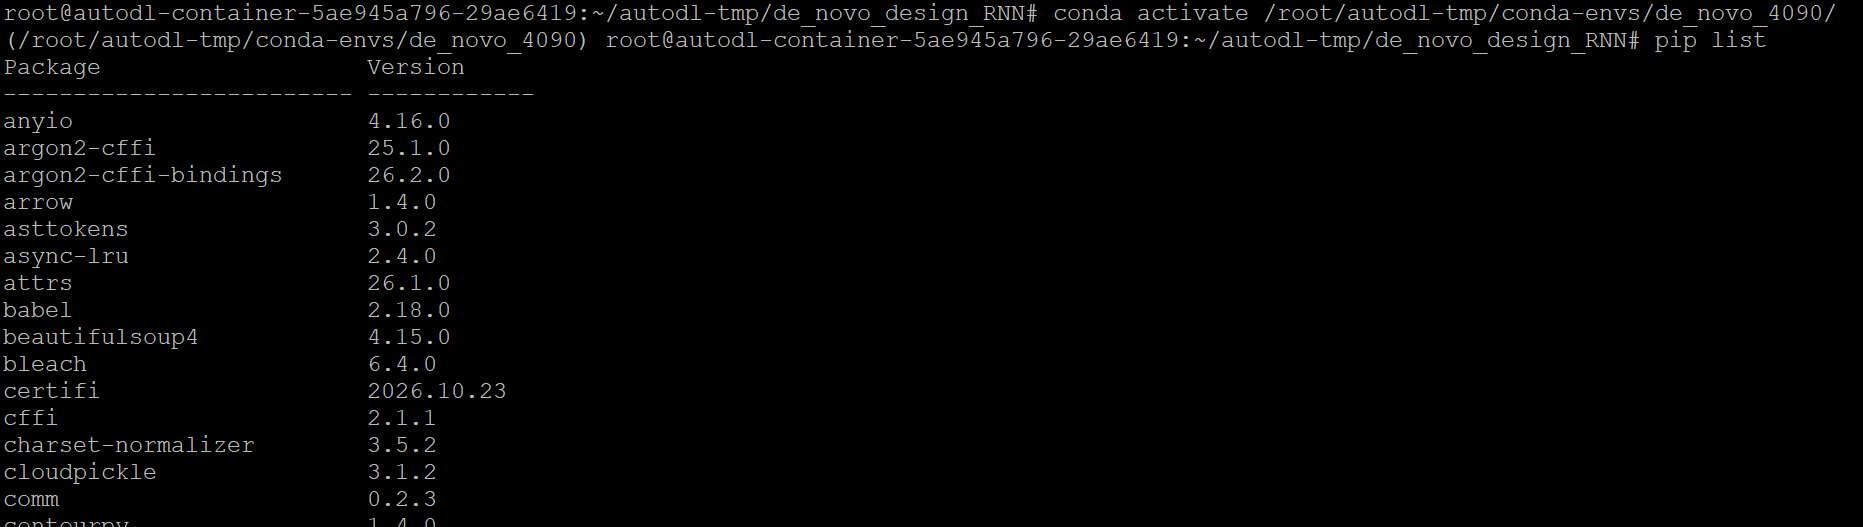 root@autodl-container-5ae945a796-29ae6419:~/autodl-tmp/de_novo_design_RNN# conda activate /root/autodl-tmp/conda-envs/de_novo_4090/
(/root/autodl-tmp/conda-envs/de_novo_4090) root@autodl-container-5ae945a796-29ae6419:~/autodl-tmp/de_novo_design_RNN# pip list
Package                   Version
------------------------- ------------
anyio                     4.16.0
argon2-cffi               25.1.0
argon2-cffi-bindings      26.2.0
arrow                     1.4.0
asttokens                 3.0.2
async-lru                 2.4.0
attrs                     26.1.0
babel                     2.18.0
beautifulsoup4            4.15.0
bleach                    6.4.0
certifi                   2026.10.23
cffi                      2.1.1
charset-normalizer        3.5.2
cloudpickle               3.1.2
comm                      0.2.3
contourpy                 1.4.0